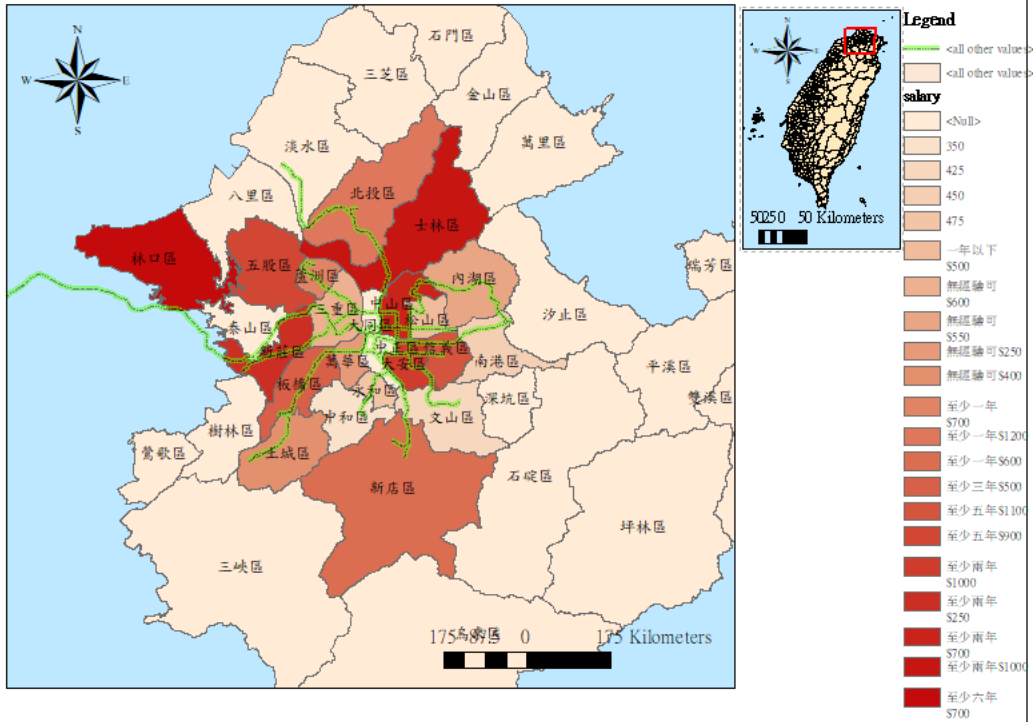 N
W
E
S
石門區
三芝區
金山區
萬里區
淡水區
八里區
北投區
士林區
林口區
五股區
蘆洲區
內湖區
瑞芳區
三重區
中山區
泰山區
大同區
松山區
汐止區
新莊區
萬華區
中正區
信義區
大安區
南港區
板橋區
永和區
平溪區
樹林區
中和區
文山區
深坑區
雙溪區
鶯歌區
土城區
新店區
石碇區
坪林區
三峽區
烏來區
175
87.5
0
175 Kilometers
N
W
E
S
50
25
0
50 Kilometers
Legend
<all other values>
<all other values>
salary
<Null>
350
425
450
475
一年以下
$500
無經驗可
$600
無經驗可
$550
無經驗可$250
無經驗可$400
至少一年
$700
至少一年$1200
至少一年$600
至少三年$500
至少五年$1100
至少五年$900
至少兩年
$1000
至少兩年
$250
至少兩年
$700
至少兩年$1000
至少六年
$700